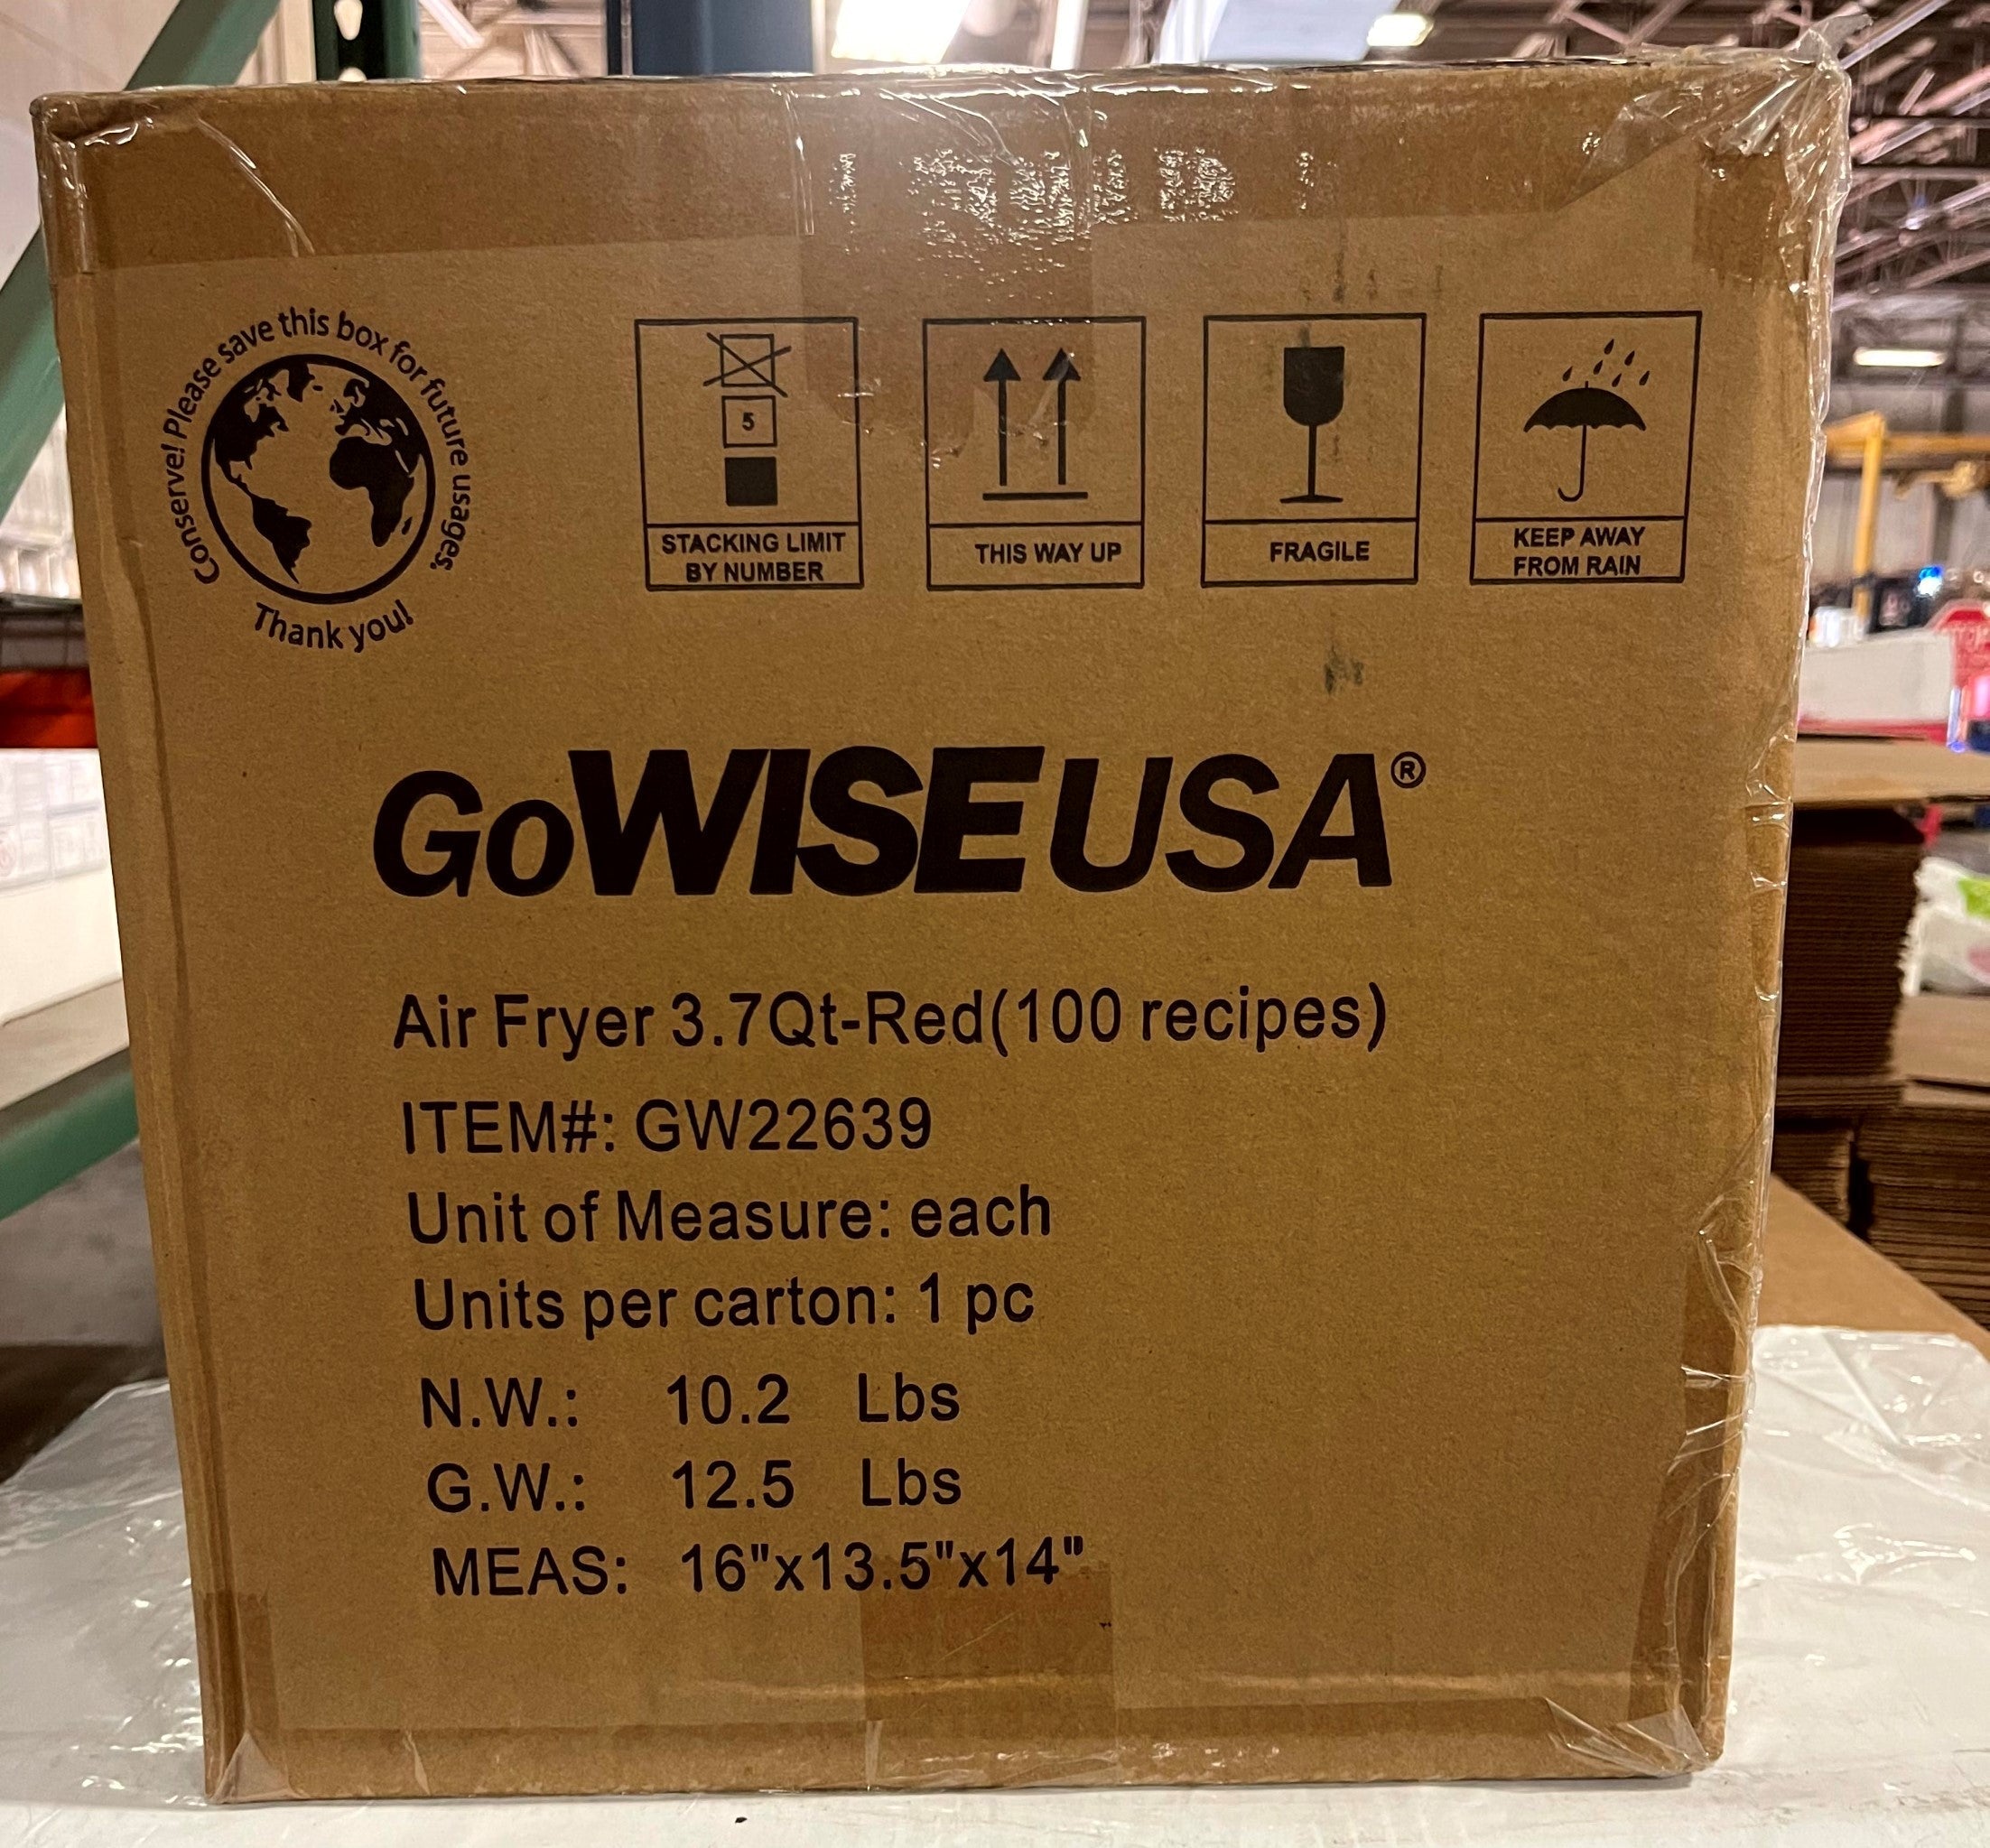 Conserve! Please save this box for future usages.
Thank you!
5
STACKING LIMIT
BY NUMBER
THIS WAY UP
FRAGILE
KEEP AWAY
FROM RAIN
GoWISEUSA®
Air Fryer 3.7Qt-Red(100 recipes)
ITEM#: GW22639
Unit of Measure: each
Units per carton: 1 pc
N.W.: 10.2 Lbs
G.W.: 12.5 Lbs
MEAS: 16"x13.5"x14"